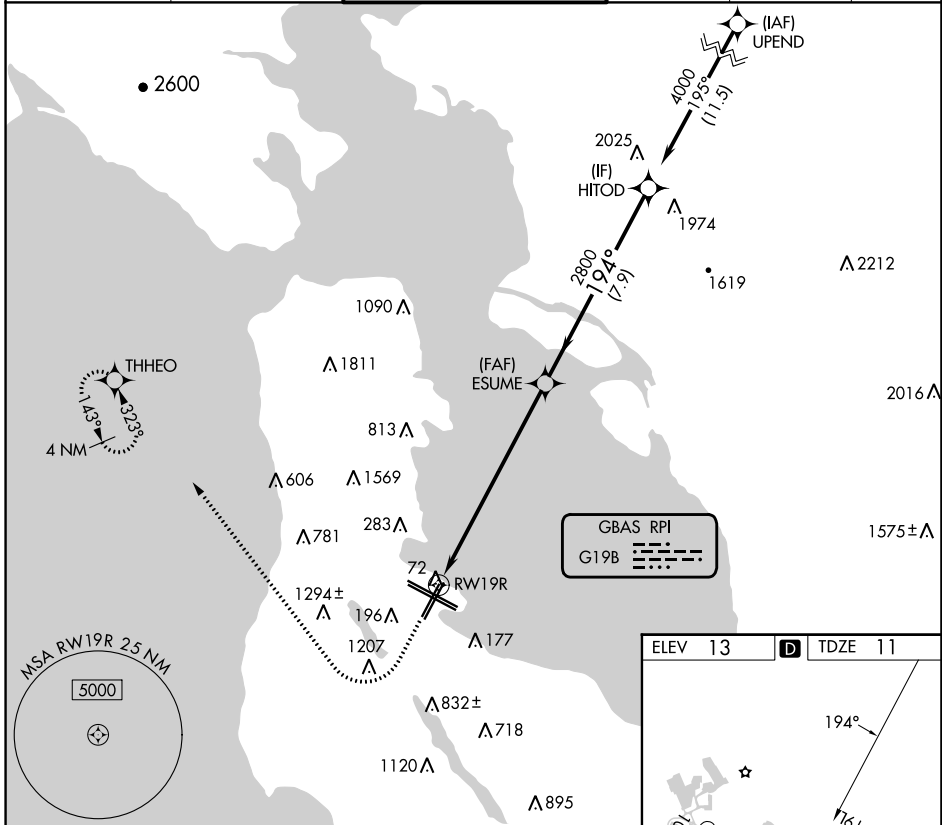 (IAF)
UPEND
2600
4000
195°
(11.5)
2025
(IF)
HITOD
1974
2800
194°
(7.9)
1619
2212
1090
1811
(FAF)
ESUME
THHEO
143°
323°
4 NM
2016
813
606
1569
GBAS RPI
G19B
283
781
1575±
72
RW19R
1294±
196
1207
177
MSA RW19R 25 NM
5000
ELEV 13
D
TDZE 11
832±
718
194°
1120
895